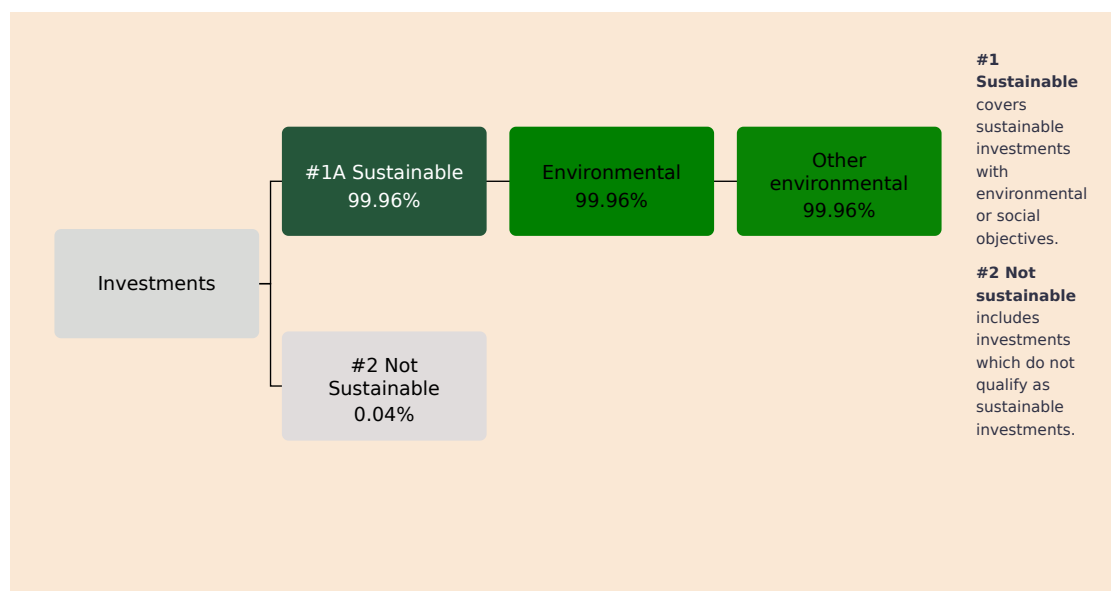 Investments
#1A Sustainable
99.96%
Environmental
99.96%
Other
environmental
99.96%
#2 Not
Sustainable
0.04%
#1
Sustainable
covers
sustainable
investments
with
environmental
or social
objectives.
#2 Not
sustainable
includes
investments
which do not
qualify as
sustainable
investments.